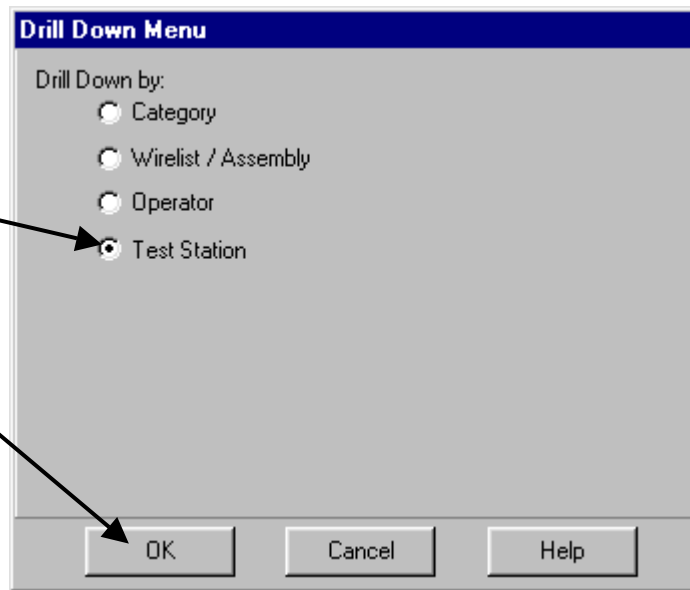 Drill Down Menu
Drill Down by:
Category
Wirelist / Assembly
Operator
Test Station
OK Cancel Help